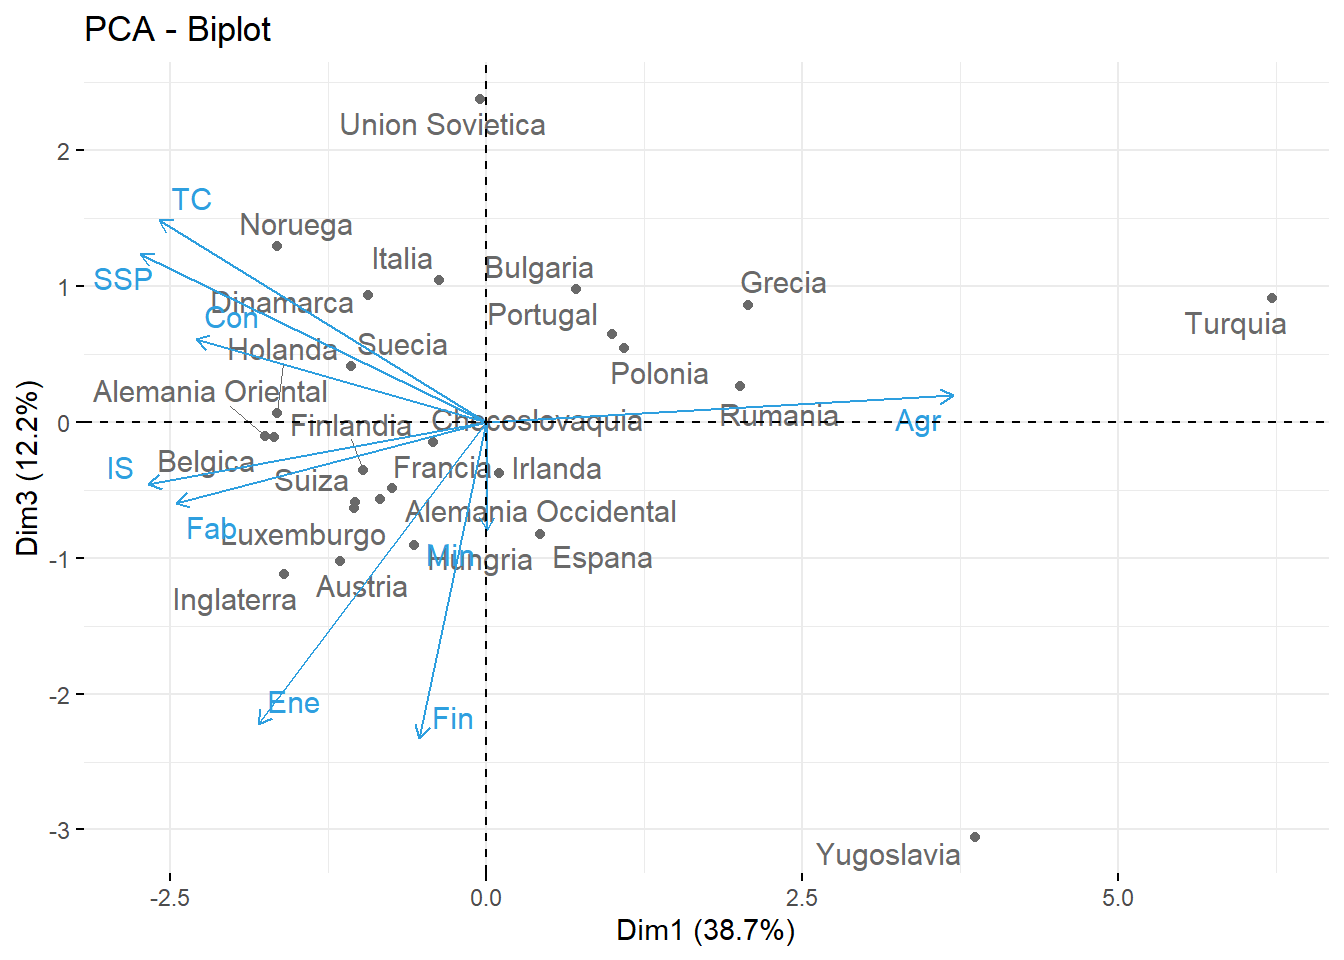 PCA - Biplot
Union Sovietica
2
TC
Noruega
Italia
Bulgaria
SSP
Grecia
1
Dinamarca
Con
Portugal
Turquia
Suecia
Holanda
Polonia
Alemania Oriental
Rumania
Checoslovaquia
Agr
0
Finlandia
Belgica
IS
Francia
Irlanda
Suiza
Alemania Occidental
Fab
Luxemburgo
Min
Hungria
Espana
-1
Austria
Inglaterra
-2
Ene
Fin
-3
Yugoslavia
-2.5 0.0 2.5 5.0
Dim1 (38.7%)
Dim3 (12.2%)